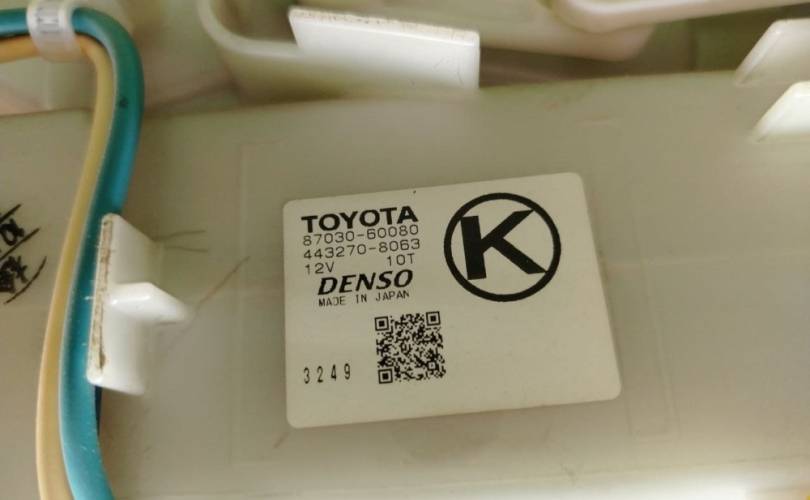 TOYOTA
87030-60080
443270-8063
12V 10T
DENSO
MADE IN JAPAN
K
3249